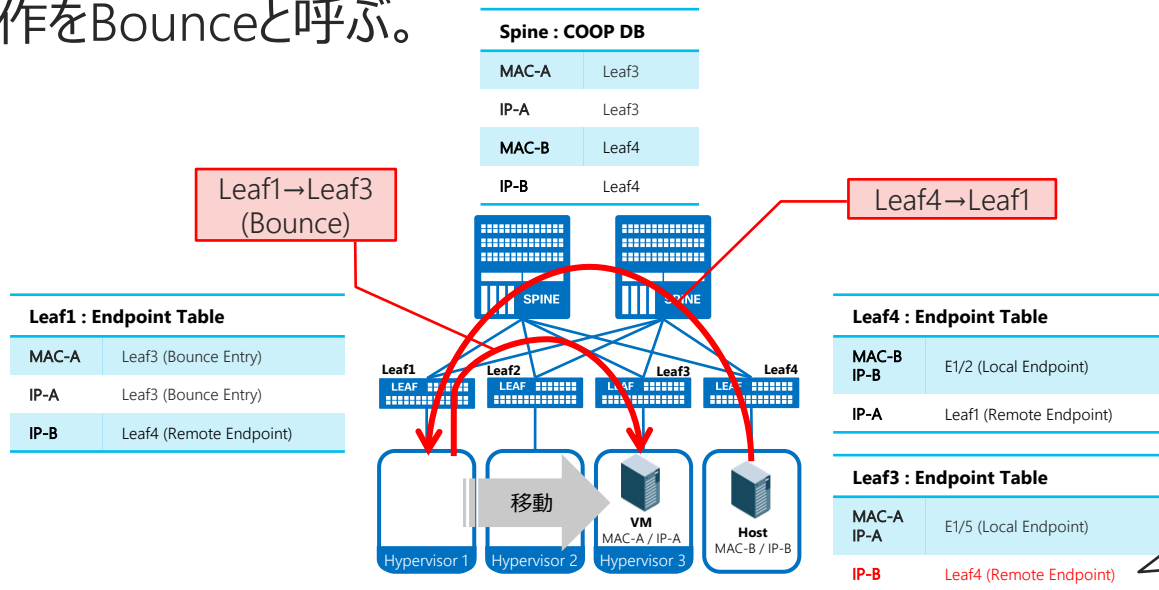 作をBounceと呼ぶ。
Spine : COOP DB
MAC-A Leaf3
IP-A Leaf3
MAC-B Leaf4
IP-B Leaf4
Leaf1→Leaf3
(Bounce)
Leaf4→Leaf1
SPINE
SPINE
Leaf1 : Endpoint Table
MAC-A Leaf3 (Bounce Entry)
IP-A Leaf3 (Bounce Entry)
IP-B Leaf4 (Remote Endpoint)
Leaf1
Leaf2
Leaf3
Leaf4
LEAF
LEAF
LEAF
LEAF
Leaf4 : Endpoint Table
MAC-B
IP-B
E1/2 (Local Endpoint)
IP-A Leaf1 (Remote Endpoint)
移動
VM
MAC-A / IP-A
Host
MAC-B / IP-B
Hypervisor 1
Hypervisor 2
Hypervisor 3
Leaf3 : Endpoint Table
MAC-A
IP-A
E1/5 (Local Endpoint)
IP-B Leaf4 (Remote Endpoint)